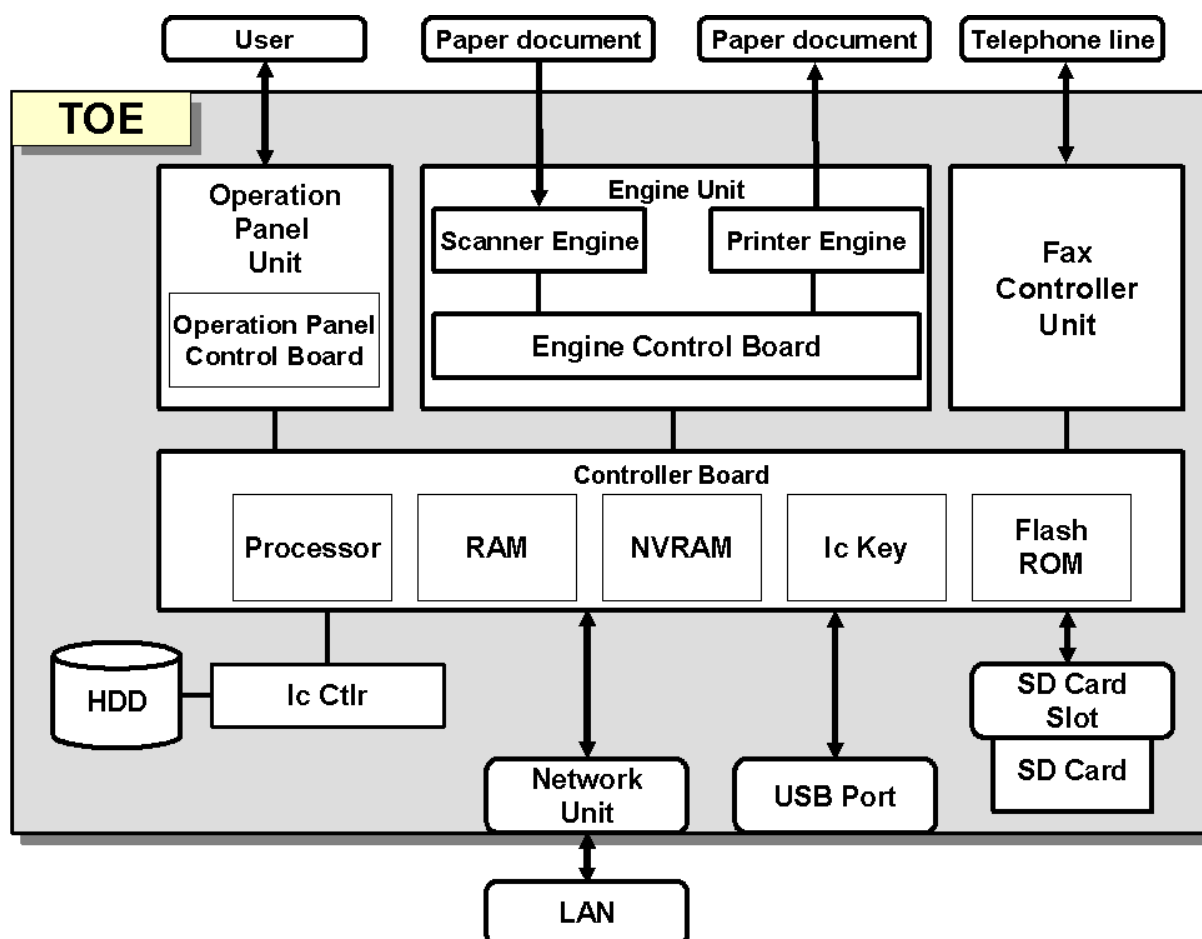 User
Paper document
Paper document
Telephone line
TOE
Operation
Panel
Unit
Operation Panel
Control Board
Engine Unit
Scanner Engine
Printer Engine
Engine Control Board
Fax
Controller
Unit
Controller Board
Processor
RAM
NVRAM
Ic Key
Flash
ROM
HDD
Ic Ctlr
SD Card
Slot
SD Card
Network
Unit
USB Port
LAN